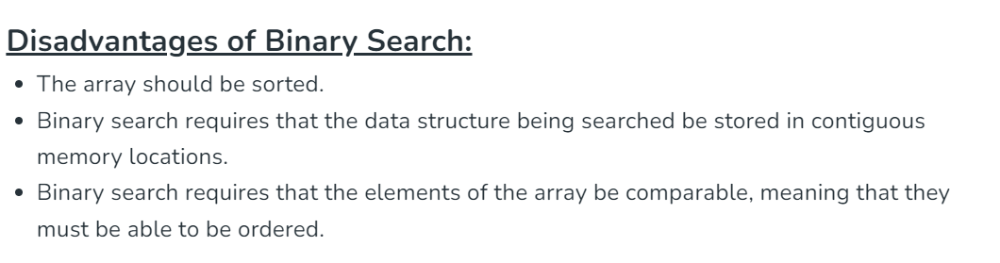 Disadvantages of Binary Search:
• The array should be sorted.
• Binary search requires that the data structure being searched be stored in contiguous
memory locations.
• Binary search requires that the elements of the array be comparable, meaning that they
must be able to be ordered.